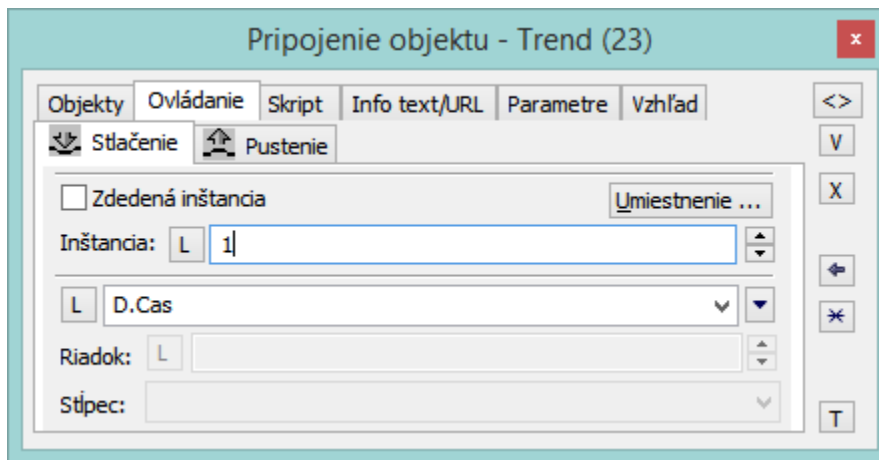 Pripojenie objektu - Trend (23)
x
Objekty Ovládanie Skript Info text/URL Parametre Vzhľad
<>
Stlačenie Pustenie
V
Zdedená inštancia Umiestnenie ...
X
Inštancia: L 1
L D.Cas
Riadok: L
Stĺpec:
T